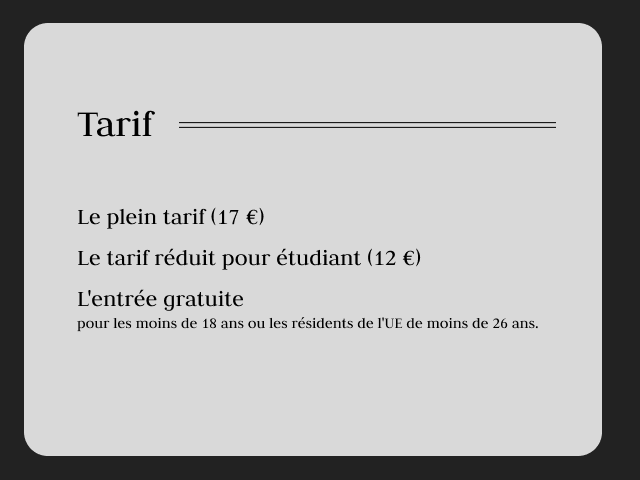 Tarif
Le plein tarif (17 €)
Le tarif réduit pour étudiant (12 €)
L'entrée gratuite
pour les moins de 18 ans ou les résidents de l'UE de moins de 26 ans.